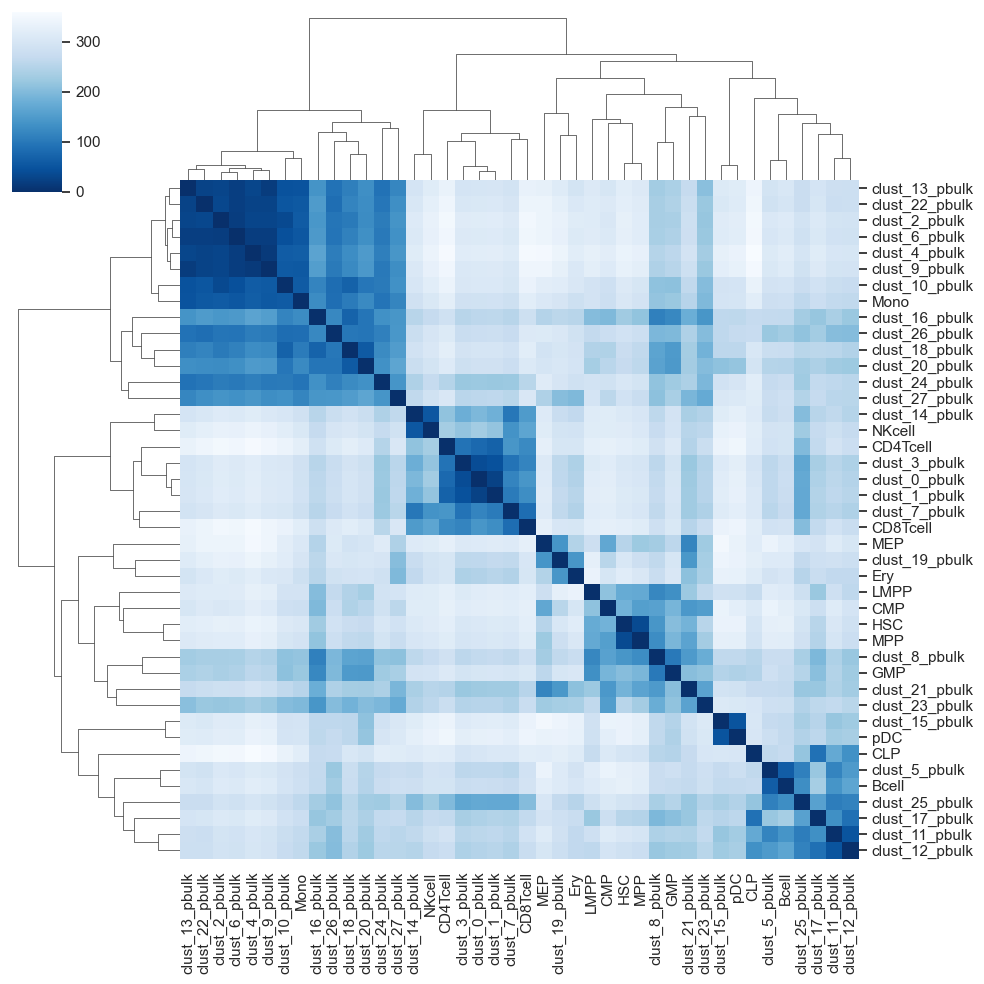 300
200
100
0
clust_13_pbulk
clust_22_pbulk
clust_2_pbulk
clust_6_pbulk
clust_4_pbulk
clust_9_pbulk
clust_10_pbulk
Mono
clust_16_pbulk
clust_26_pbulk
clust_18_pbulk
clust_20_pbulk
clust_24_pbulk
clust_27_pbulk
clust_14_pbulk
NKcell
CD4Tcell
clust_3_pbulk
clust_0_pbulk
clust_1_pbulk
clust_7_pbulk
CD8Tcell
MEP
clust_19_pbulk
Ery
LMPP
CMP
HSC
MPP
clust_8_pbulk
GMP
clust_21_pbulk
clust_23_pbulk
clust_15_pbulk
pDC
CLP
clust_5_pbulk
Bcell
clust_25_pbulk
clust_17_pbulk
clust_11_pbulk
clust_12_pbulk
clust_13_pbulk
clust_22_pbulk
clust_2_pbulk
clust_6_pbulk
clust_4_pbulk
clust_9_pbulk
clust_10_pbulk
Mono
clust_16_pbulk
clust_26_pbulk
clust_18_pbulk
clust_20_pbulk
clust_24_pbulk
clust_27_pbulk
clust_14_pbulk
NKcell
CD4Tcell
clust_3_pbulk
clust_0_pbulk
clust_1_pbulk
clust_7_pbulk
CD8Tcell
MEP
clust_19_pbulk
Ery
LMPP
CMP
HSC
MPP
clust_8_pbulk
GMP
clust_21_pbulk
clust_23_pbulk
clust_15_pbulk
pDC
CLP
clust_5_pbulk
Bcell
clust_25_pbulk
clust_17_pbulk
clust_11_pbulk
clust_12_pbulk